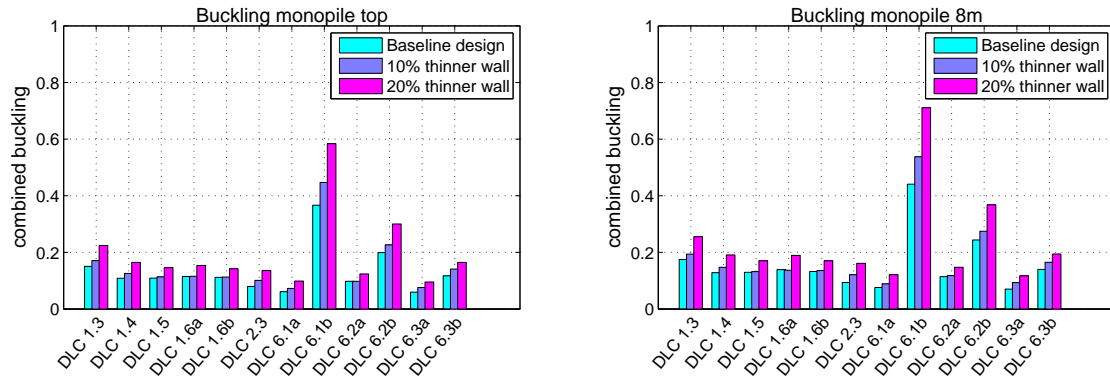 Buckling monopile top
combined buckling
1
0.8
0.6
0.4
0.2
0
Baseline design
10% thinner wall
20% thinner wall
DLC 1.3
DLC 1.4
DLC 1.5
DLC 1.6a
DLC 1.6b
DLC 2.3
DLC 6.1a
DLC 6.1b
DLC 6.2a
DLC 6.2b
DLC 6.3a
DLC 6.3b
Buckling monopile 8m
combined buckling
1
0.8
0.6
0.4
0.2
0
Baseline design
10% thinner wall
20% thinner wall
DLC 1.3
DLC 1.4
DLC 1.5
DLC 1.6a
DLC 1.6b
DLC 2.3
DLC 6.1a
DLC 6.1b
DLC 6.2a
DLC 6.2b
DLC 6.3a
DLC 6.3b